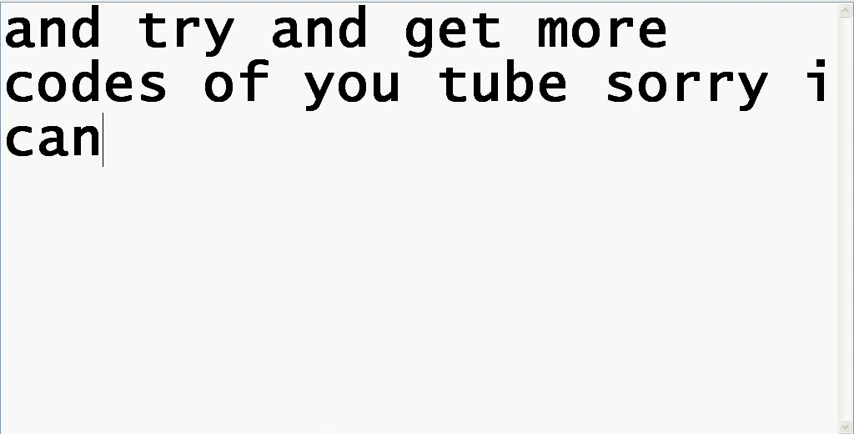 and try and get more
codes of you tube sorry i
can